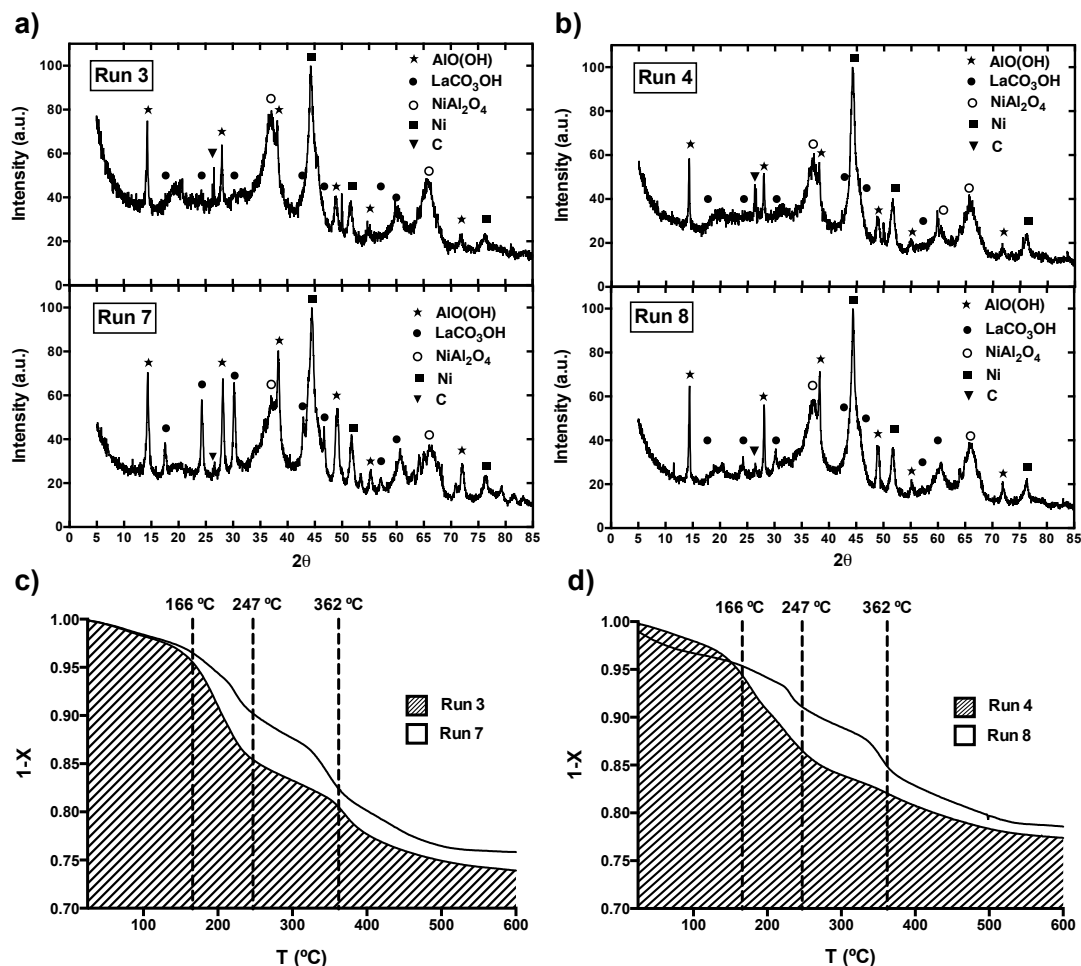 a)
Run 3
AlO(OH)
LaCO3OH
NiAl2O4
Ni
C
Intensity (a.u.)
100
80
60
40
20
0
Run 7
AlO(OH)
LaCO3OH
NiAl2O4
Ni
C
Intensity (a.u.)
100
80
60
40
20
0
0 5 10 15 20 25 30 35 40 45 50 55 60 65 70 75 80 85
2θ
b)
Run 4
AlO(OH)
LaCO3OH
NiAl2O4
Ni
C
Intensity (a.u.)
100
80
60
40
20
0
Run 8
AlO(OH)
LaCO3OH
NiAl2O4
Ni
C
Intensity (a.u.)
100
80
60
40
20
0
0 5 10 15 20 25 30 35 40 45 50 55 60 65 70 75 80 85
2θ
c)
166 ºC 247 ºC 362 ºC
1.00
0.95
0.90
0.85
0.80
0.75
0.70
1-X
Run 3
Run 7
100 200 300 400 500 600
T (ºC)
d)
166 ºC 247 ºC 362 ºC
1.00
0.95
0.90
0.85
0.80
0.75
0.70
1-X
Run 4
Run 8
100 200 300 400 500 600
T (ºC)